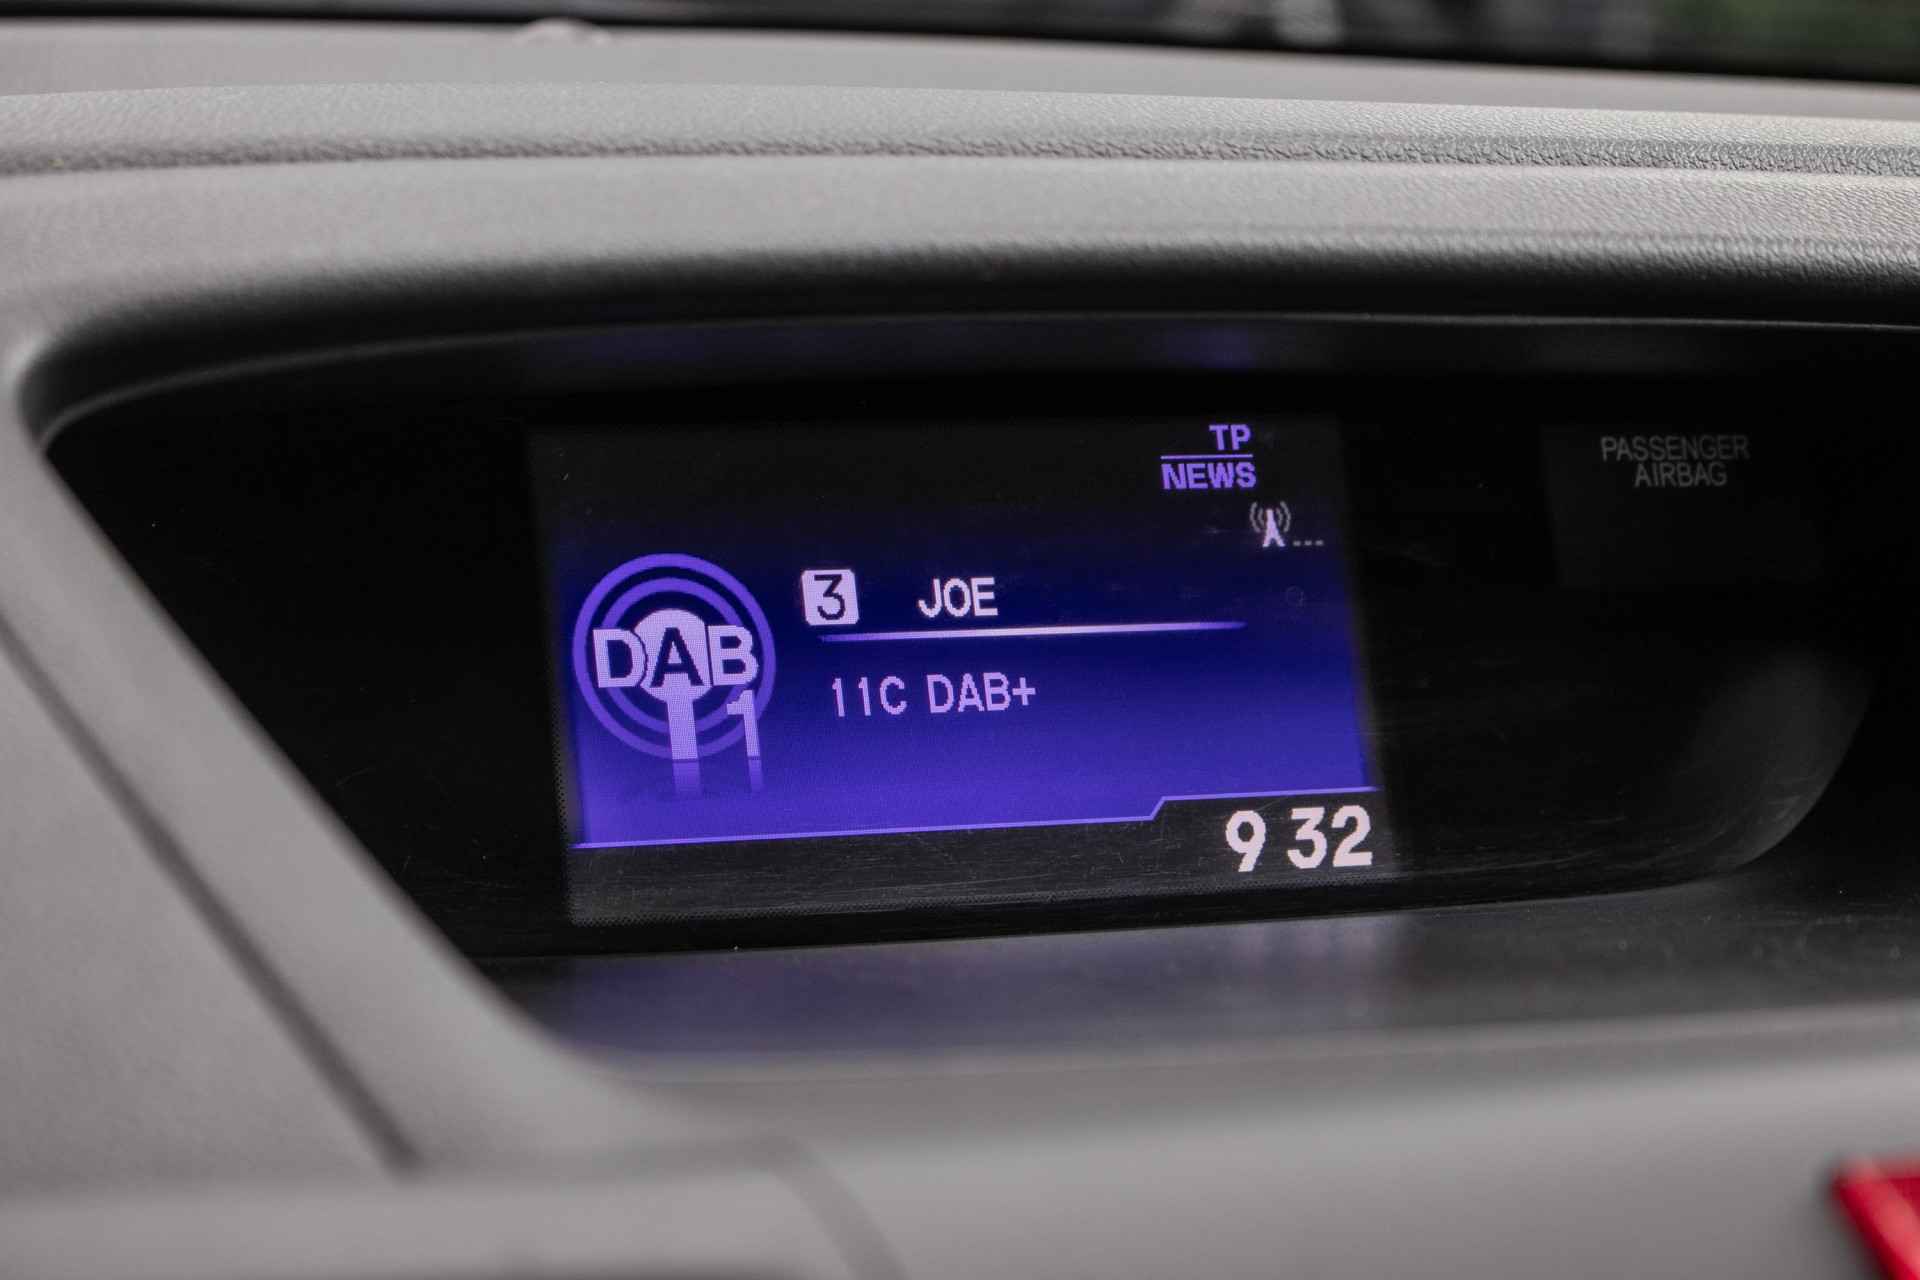 TP
NEWS
PASSENGER
AIRBAG
3 JOE
DAB
1
11C DAB+
9 32